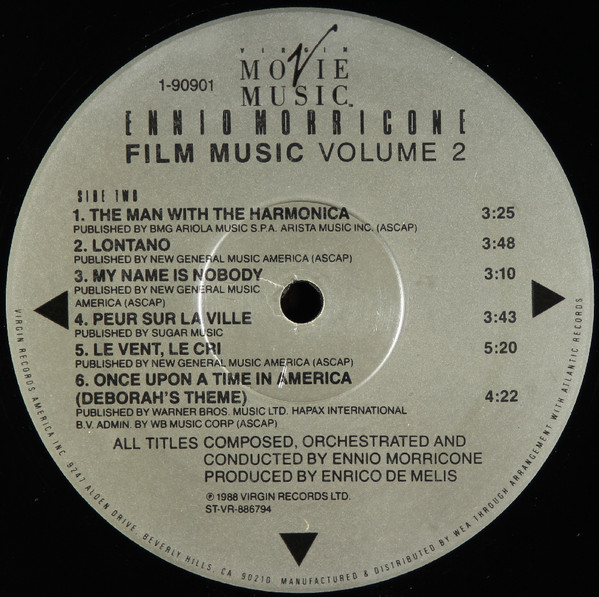 VIRGIN
MOVIE
MUSIC™
1-90901
ENNIO MORRICONE
FILM MUSIC VOLUME 2
SIDE TWO
1. THE MAN WITH THE HARMONICA 3:25
PUBLISHED BY BMG ARIOLA MUSIC S.P.A. ARISTA MUSIC INC. (ASCAP)
2. LONTANO 3:48
PUBLISHED BY NEW GENERAL MUSIC AMERICA (ASCAP)
3. MY NAME IS NOBODY 3:10
PUBLISHED BY NEW GENERAL MUSIC
AMERICA (ASCAP)
4. PEUR SUR LA VILLE 3:43
PUBLISHED BY SUGAR MUSIC
5. LE VENT, LE CRI 5:20
PUBLISHED BY NEW GENERAL MUSIC AMERICA (ASCAP)
6. ONCE UPON A TIME IN AMERICA
(DEBORAH'S THEME) 4:22
PUBLISHED BY WARNER BROS. MUSIC LTD. HAPAX INTERNATIONAL
B.V. ADMIN. BY WB MUSIC CORP (ASCAP)
ALL TITLES COMPOSED, ORCHESTRATED AND
CONDUCTED BY ENNIO MORRICONE
PRODUCED BY ENRICO DE MELIS
℗ 1988 VIRGIN RECORDS LTD.
ST-VR-886794
VIRGIN RECORDS AMERICA INC. 9247 ALDEN DRIVE. BEVERLY HILLS, CA 90210. MANUFACTURED & DISTRIBUTED BY WEA THROUGH ARRANGEMENT WITH ATLANTIC RECORDS